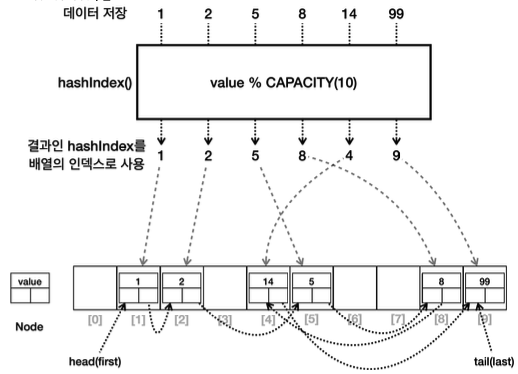 데이터 저장
1 2 5 8 14 99
hashIndex()
value % CAPACITY(10)
결과인 hashIndex를
배열의 인덱스로 사용
1 2 5 8 4 9
value
1 2 14 5 8 99
Node
[0] [1] [2] [3] [4] [5] [6] [7] [8] [9]
head(first)
tail(last)